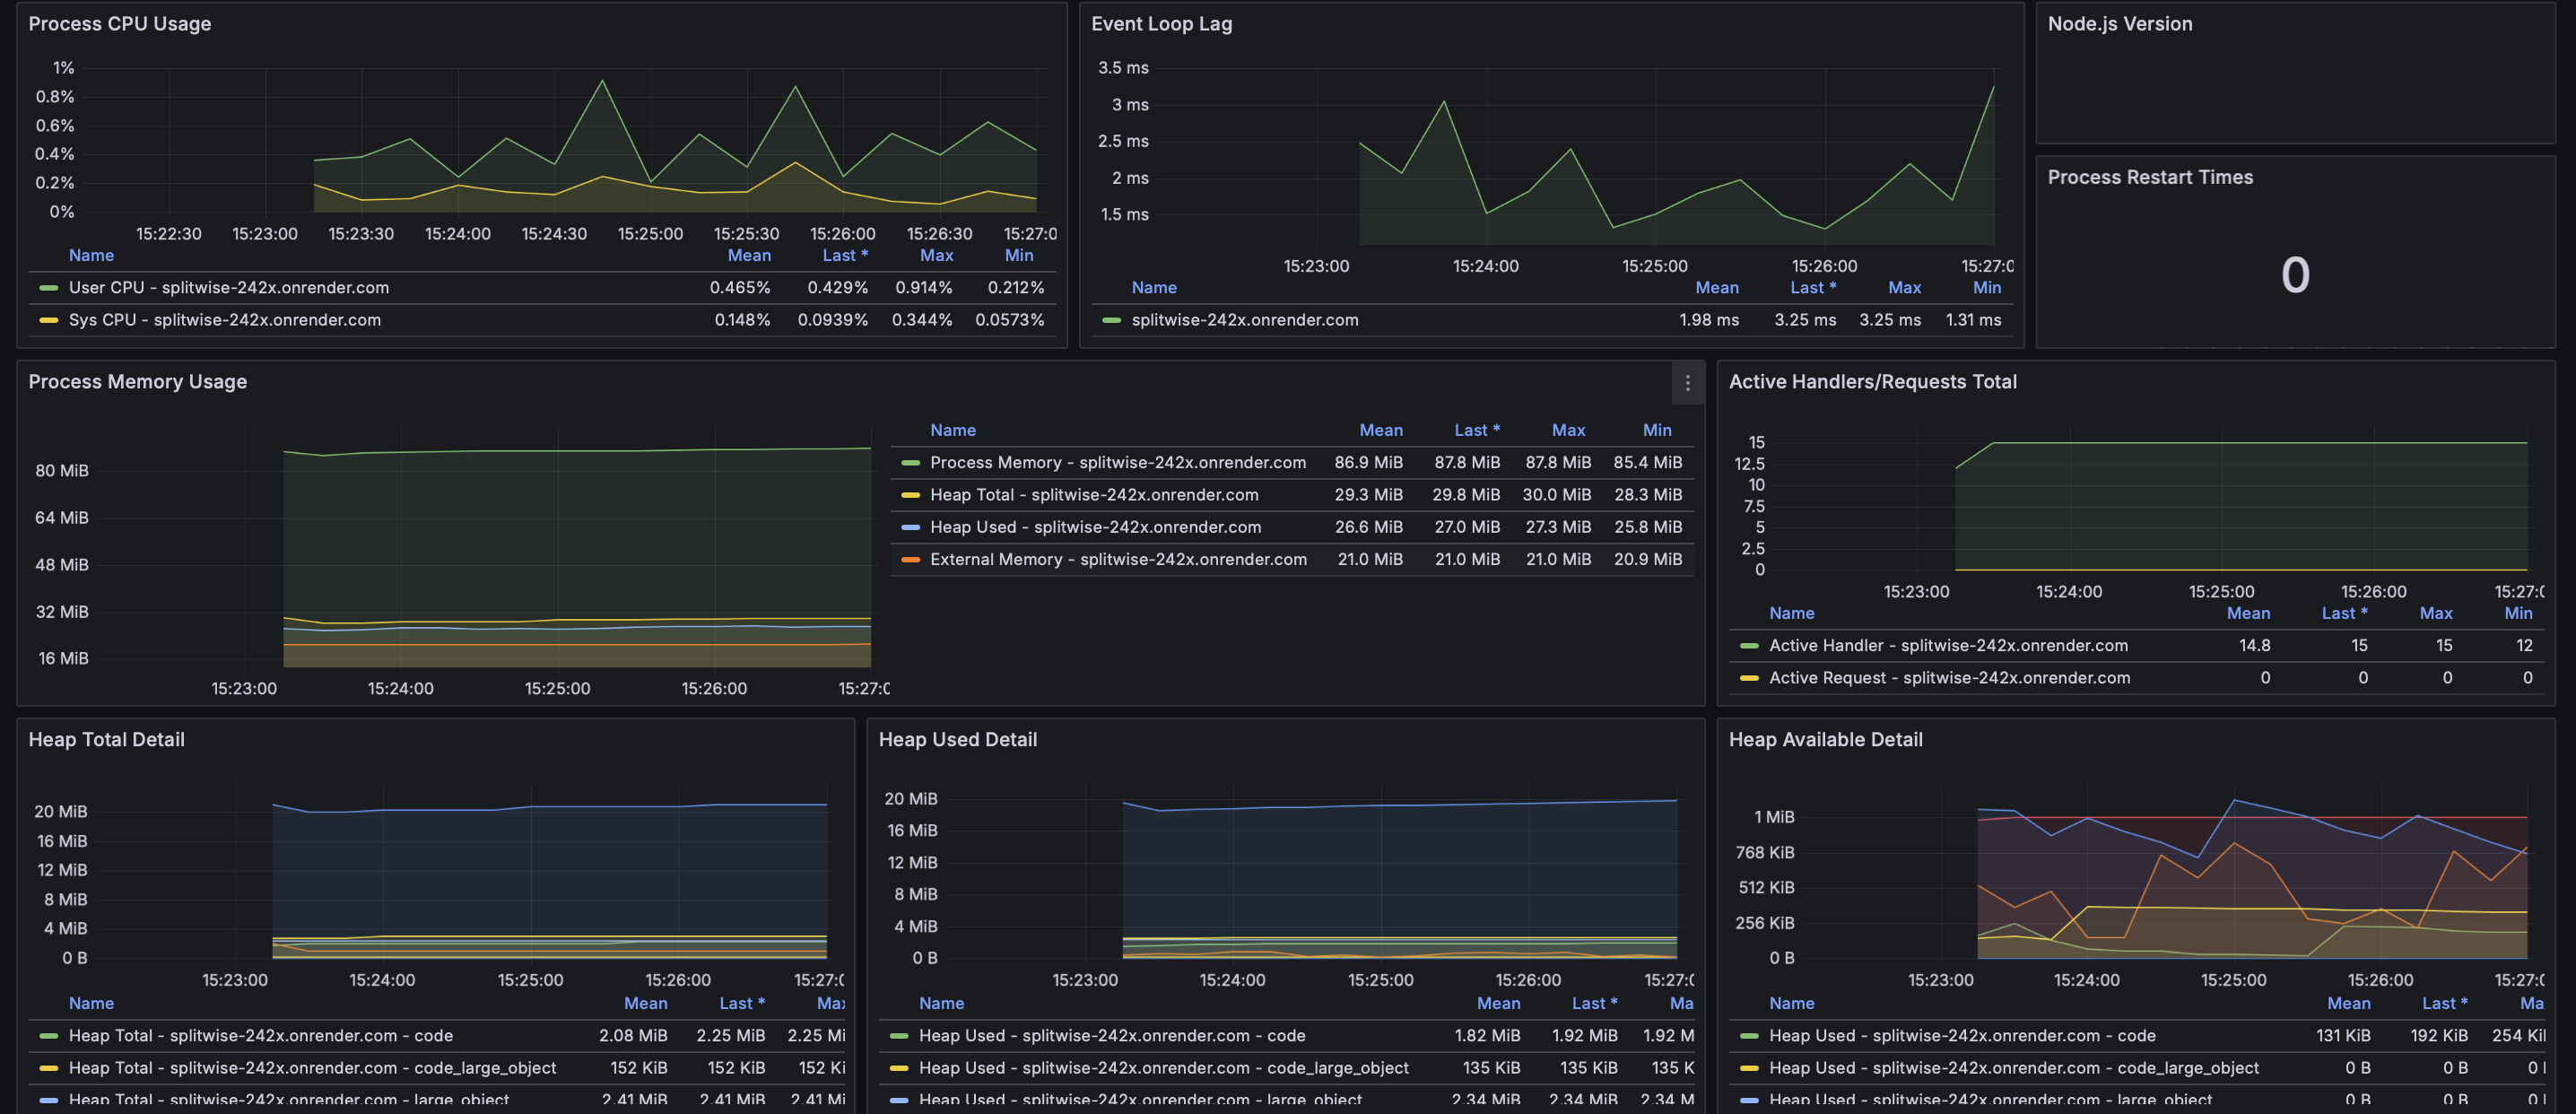 Process CPU Usage
1%
0.8%
0.6%
0.4%
0.2%
0%
15:22:30 15:23:00 15:23:30 15:24:00 15:24:30 15:25:00 15:25:30 15:26:00 15:26:30 15:27:0
Name Mean Last * Max Min
User CPU - splitwise-242x.onrender.com 0.465% 0.429% 0.914% 0.212%
Sys CPU - splitwise-242x.onrender.com 0.148% 0.0939% 0.344% 0.0573%
Event Loop Lag
3.5 ms
3 ms
2.5 ms
2 ms
1.5 ms
15:23:00 15:24:00 15:25:00 15:26:00 15:27:0
Name Mean Last * Max Min
splitwise-242x.onrender.com 1.98 ms 3.25 ms 3.25 ms 1.31 ms
Node.js Version
Process Restart Times
0
Process Memory Usage
80 MiB
64 MiB
48 MiB
32 MiB
16 MiB
15:23:00 15:24:00 15:25:00 15:26:00 15:27:0
Name Mean Last * Max Min
Process Memory - splitwise-242x.onrender.com 86.9 MiB 87.8 MiB 87.8 MiB 85.4 MiB
Heap Total - splitwise-242x.onrender.com 29.3 MiB 29.8 MiB 30.0 MiB 28.3 MiB
Heap Used - splitwise-242x.onrender.com 26.6 MiB 27.0 MiB 27.3 MiB 25.8 MiB
External Memory - splitwise-242x.onrender.com 21.0 MiB 21.0 MiB 21.0 MiB 20.9 MiB
Active Handlers/Requests Total
15
12.5
10
7.5
5
2.5
0
15:23:00 15:24:00 15:25:00 15:26:00 15:27:0
Name Mean Last * Max Min
Active Handler - splitwise-242x.onrender.com 14.8 15 15 12
Active Request - splitwise-242x.onrender.com 0 0 0 0
Heap Total Detail
20 MiB
16 MiB
12 MiB
8 MiB
4 MiB
0 B
15:23:00 15:24:00 15:25:00 15:26:00 15:27:0
Name Mean Last * Max
Heap Total - splitwise-242x.onrender.com - code 2.08 MiB 2.25 MiB 2.25 Mi
Heap Total - splitwise-242x.onrender.com - code_large_object 152 KiB 152 KiB 152 Ki
Heap Total - splitwise-242x.onrender.com - large_object 2.41 MiB 2.41 MiB 2.41 Mi
Heap Used Detail
20 MiB
16 MiB
12 MiB
8 MiB
4 MiB
0 B
15:23:00 15:24:00 15:25:00 15:26:00 15:27:0
Name Mean Last * Ma
Heap Used - splitwise-242x.onrender.com - code 1.82 MiB 1.92 MiB 1.92 M
Heap Used - splitwise-242x.onrender.com - code_large_object 135 KiB 135 KiB 135 K
Heap Used - splitwise-242x.onrender.com - large_object 2.34 MiB 2.34 MiB 2.34 M
Heap Available Detail
1 MiB
768 KiB
512 KiB
256 KiB
0 B
15:23:00 15:24:00 15:25:00 15:26:00 15:27:0
Name Mean Last * Ma
Heap Used - splitwise-242x.onrender.com - code 131 KiB 192 KiB 254 Ki
Heap Used - splitwise-242x.onrender.com - code_large_object 0 B 0 B 0
Heap Used - splitwise-242x.onrender.com - large_object 0 B 0 B 0